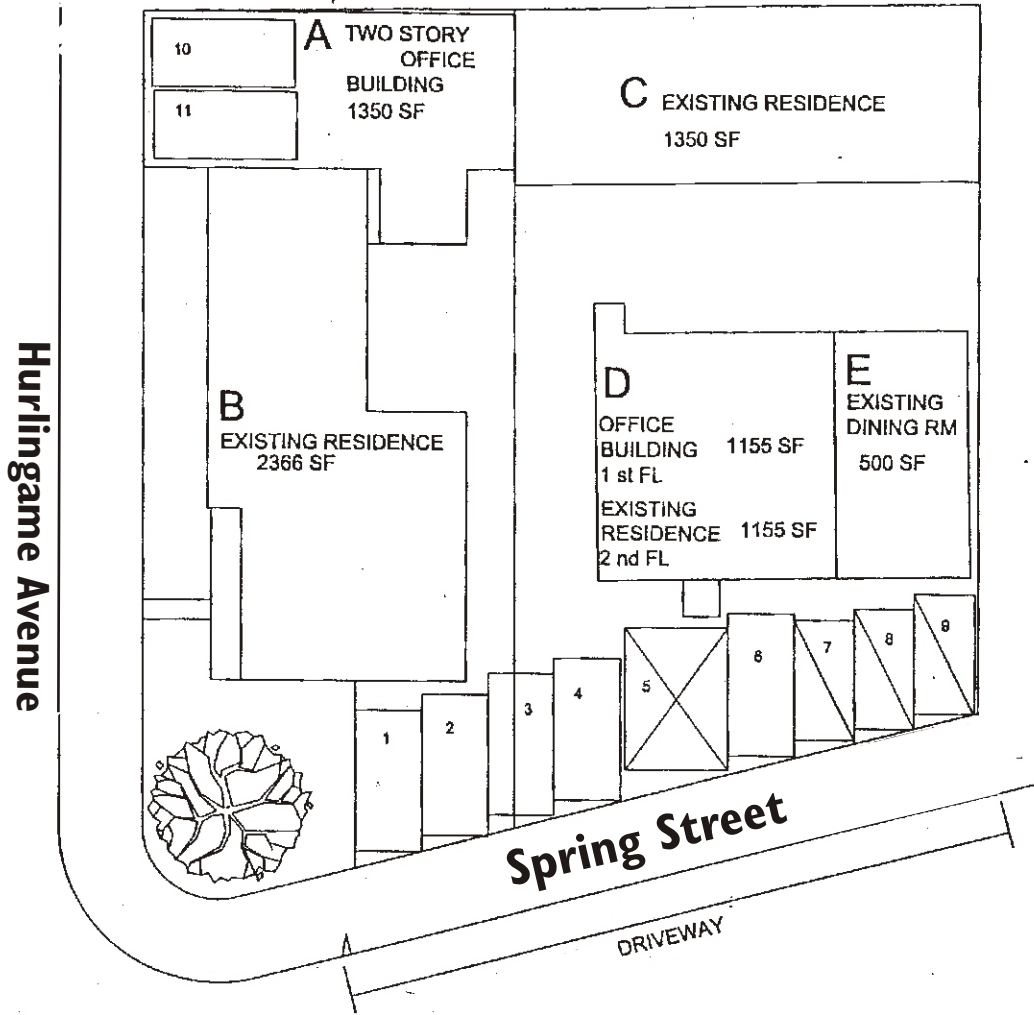 10
11
A TWO STORY
OFFICE
BUILDING
1350 SF
C EXISTING RESIDENCE
1350 SF
Hurlingame Avenue
B
EXISTING RESIDENCE
2366 SF
D
OFFICE
BUILDING 1155 SF
1 st FL
EXISTING
RESIDENCE 1155 SF
2 nd FL
E
EXISTING
DINING RM
500 SF
1
2
3
4
5
6
7
8
9
Spring Street
DRIVEWAY